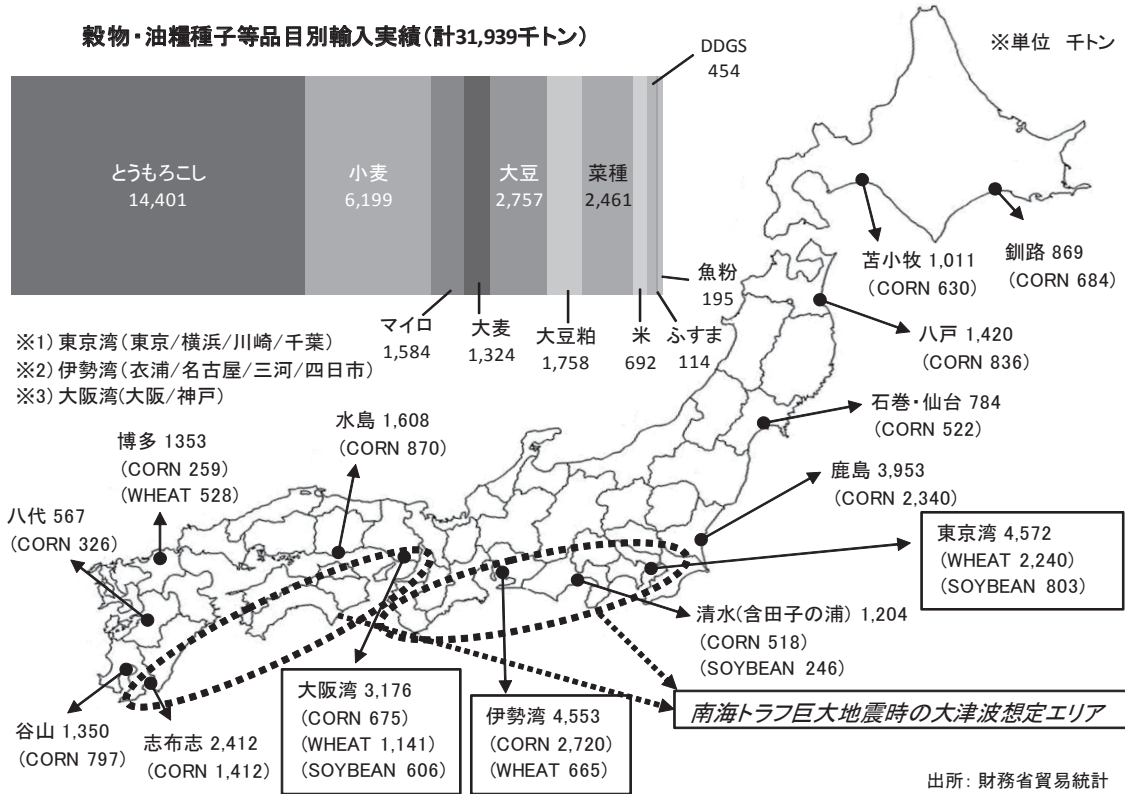 穀物・油糧種子等品目別輸入実績(計31,939千トン)
※単位 千トン
DDGS
454
とうもろこし
14,401
小麦
6,199
大豆
2,757
菜種
2,461
マイロ
1,584
大麦
1,324
大豆粕
1,758
米
692
ふすま
114
魚粉
195
※1) 東京湾(東京/横浜/川崎/千葉)
※2) 伊勢湾(衣浦/名古屋/三河/四日市)
※3) 大阪湾(大阪/神戸)
苫小牧 1,011
(CORN 630)
釧路 869
(CORN 684)
八戸 1,420
(CORN 836)
石巻・仙台 784
(CORN 522)
鹿島 3,953
(CORN 2,340)
東京湾 4,572
(WHEAT 2,240)
(SOYBEAN 803)
水島 1,608
(CORN 870)
博多 1353
(CORN 259)
(WHEAT 528)
八代 567
(CORN 326)
清水(含田子の浦) 1,204
(CORN 518)
(SOYBEAN 246)
南海トラフ巨大地震時の大津波想定エリア
大阪湾 3,176
(CORN 675)
(WHEAT 1,141)
(SOYBEAN 606)
伊勢湾 4,553
(CORN 2,720)
(WHEAT 665)
谷山 1,350
(CORN 797)
志布志 2,412
(CORN 1,412)
出所: 財務省貿易統計